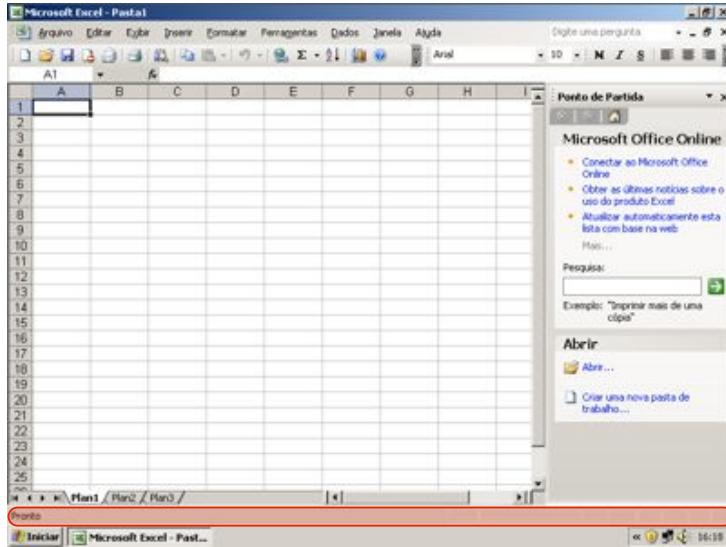 Microsoft Excel - Pasta1
Arquivo Editar Exibir Inserir Formatar Ferramentas Dados Janela Ajuda Digite uma pergunta
Arial 10 N I S
A1 fx
A B C D E F G H I
1
2
3
4
5
6
7
8
9
10
11
12
13
14
15
16
17
18
19
20
21
22
23
24
25
Plan1 Plan2 Plan3
Ponto de Partida
Microsoft Office Online
Conectar ao Microsoft Office
Online
Obter as últimas notícias sobre o
uso do produto Excel
Atualizar automaticamente esta
lista com base na web
Mais...
Pesquisa:
Exemplo: "Imprimir mais de uma
cópia"
Abrir
Abrir...
Criar uma nova pasta de
trabalho...
Pronto
Iniciar Microsoft Excel - Past... 16:18